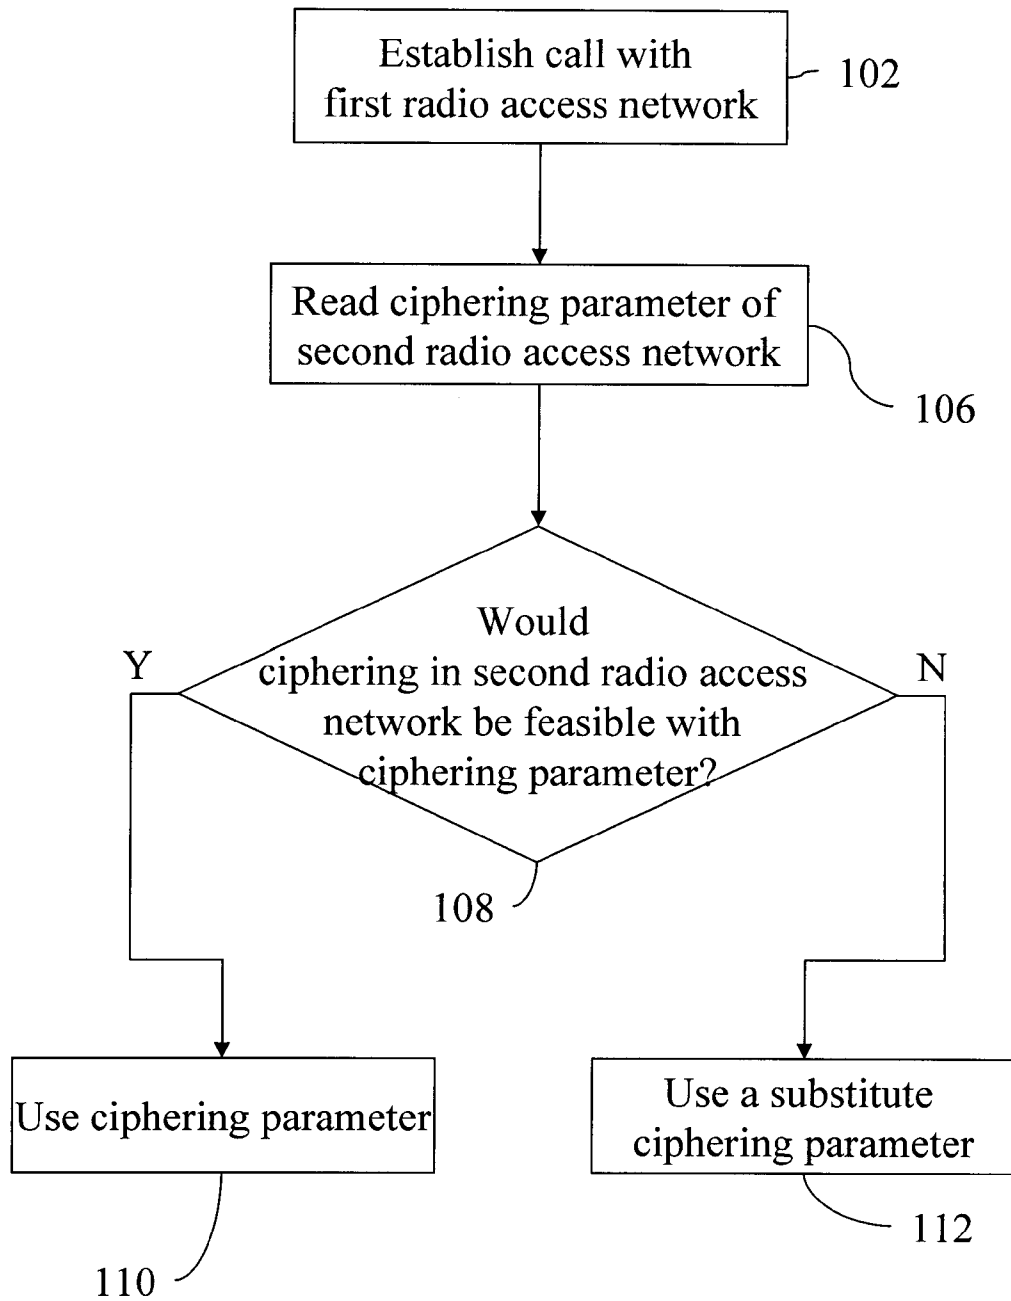 Establish call with
first radio access network
102
Read ciphering parameter of
second radio access network
106
Would
ciphering in second radio access
network be feasible with
ciphering parameter?
Y
N
108
Use ciphering parameter
110
Use a substitute
ciphering parameter
112